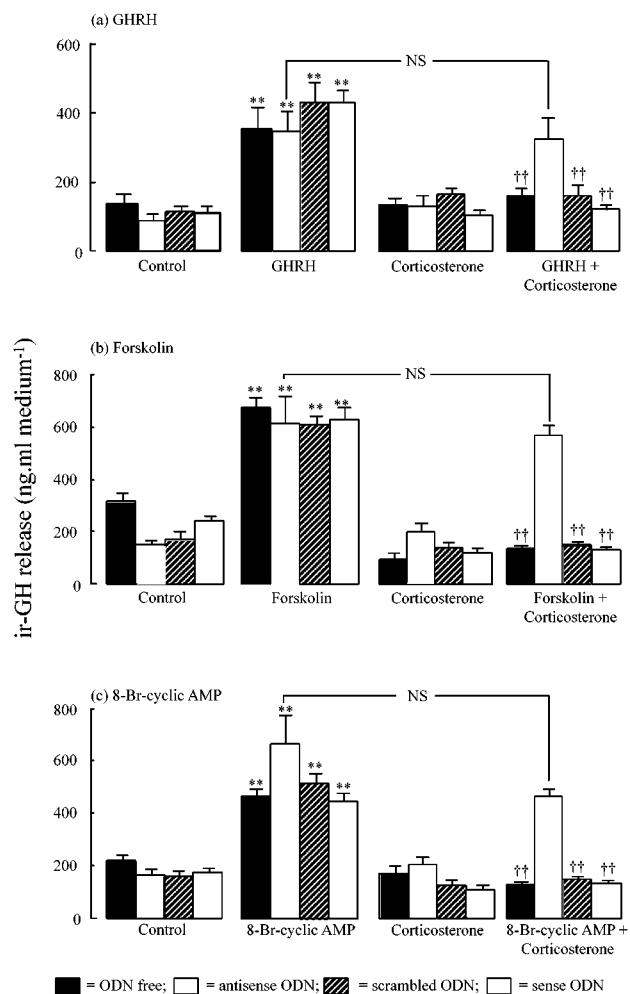 (a) GHRH
600
NS
** ** ** **
400
200
†† †† ††
0
Control GHRH Corticosterone GHRH +
Corticosterone
(b) Forskolin
800
NS
** ** ** **
600
400
200
†† †† ††
0
Control Forskolin Corticosterone Forskolin +
Corticosterone
ir-GH release (ng.ml medium-1)
(c) 8-Br-cyclic AMP
800
NS
** ** ** **
600
400
200
†† †† ††
0
Control 8-Br-cyclic AMP Corticosterone 8-Br-cyclic AMP +
Corticosterone
= ODN free; = antisense ODN; = scrambled ODN; = sense ODN